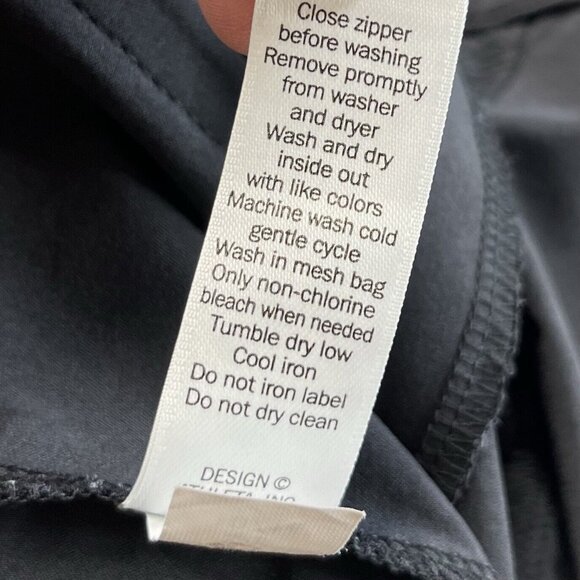 Close zipper
before washing
Remove promptly
from washer
and dryer
Wash and dry
inside out
with like colors
Machine wash cold
gentle cycle
Wash in mesh bag
Only non-chlorine
bleach when needed
Tumble dry low
Cool iron
Do not iron label
Do not dry clean
DESIGN ©
ATHLETA, INC.